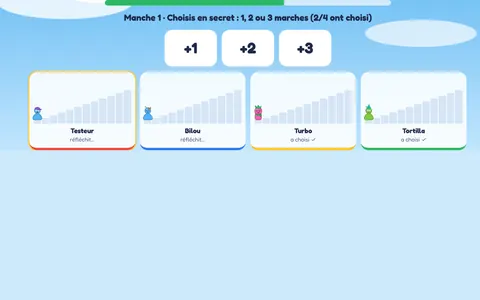 Manche 1 · Choisis en secret : 1, 2 ou 3 marches (2/4 ont choisi)
+1 +2 +3
Testeur Bilou Turbo Tortilla
réfléchit… réfléchit… a choisi ✓ a choisi ✓